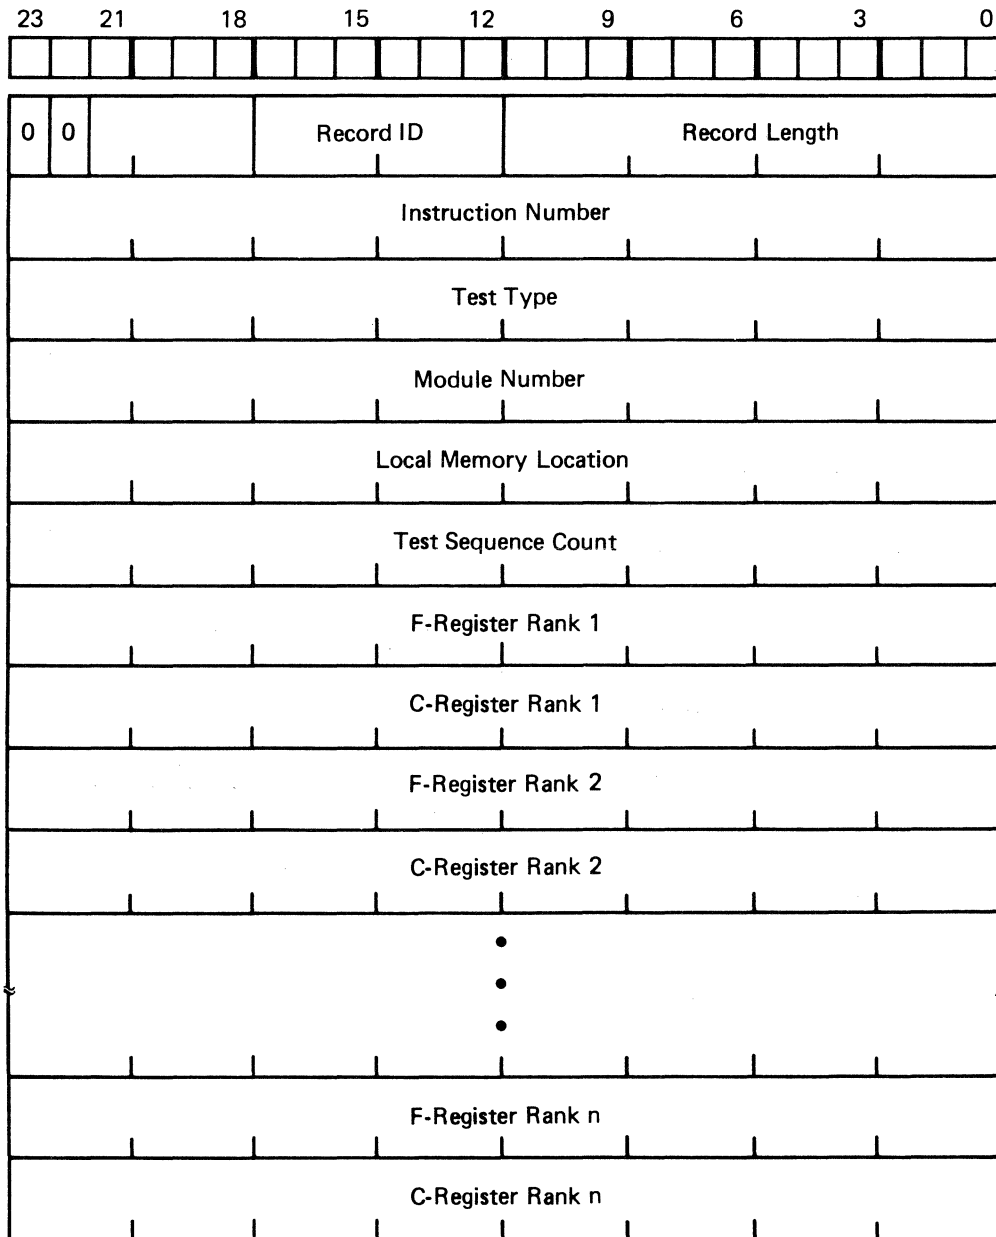 23 21 18 15 12 9 6 3 0
0 0 Record ID Record Length
Instruction Number
Test Type
Module Number
Local Memory Location
Test Sequence Count
F-Register Rank 1
C-Register Rank 1
F-Register Rank 2
C-Register Rank 2
F-Register Rank n
C-Register Rank n